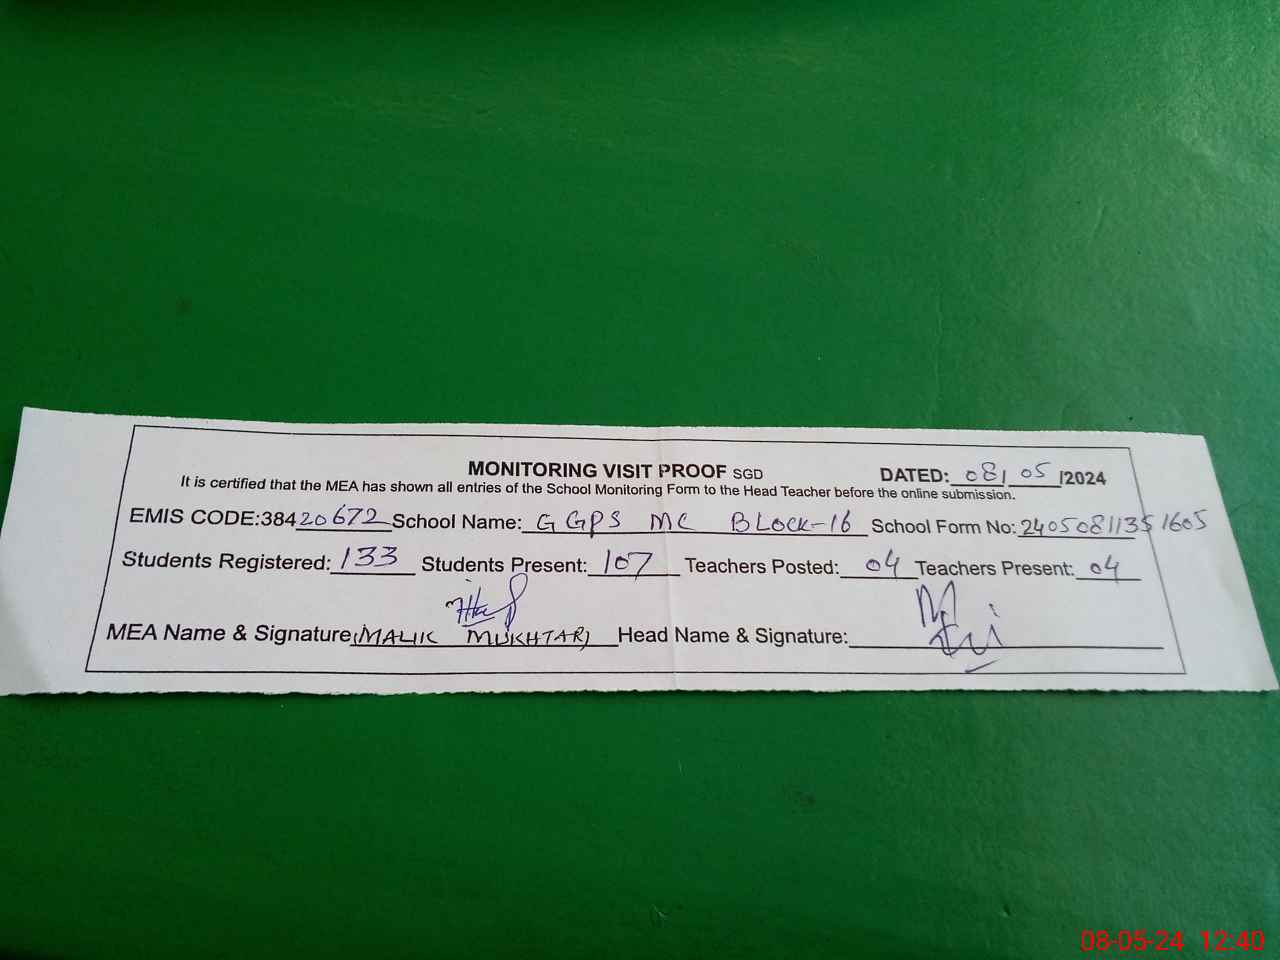 MONITORING VISIT PROOF SGD DATED: 08/05/2024
It is certified that the MEA has shown all entries of the School Monitoring Form to the Head Teacher before the online submission.
EMIS CODE:38420672 School Name: GGPS MC BLOCK-16 School Form No: 24050811351605
Students Registered: 133 Students Present: 107 Teachers Posted: 04 Teachers Present: 04
MEA Name & Signature (MALIK MUKHTAR) Head Name & Signature:
08-05-24 12:40